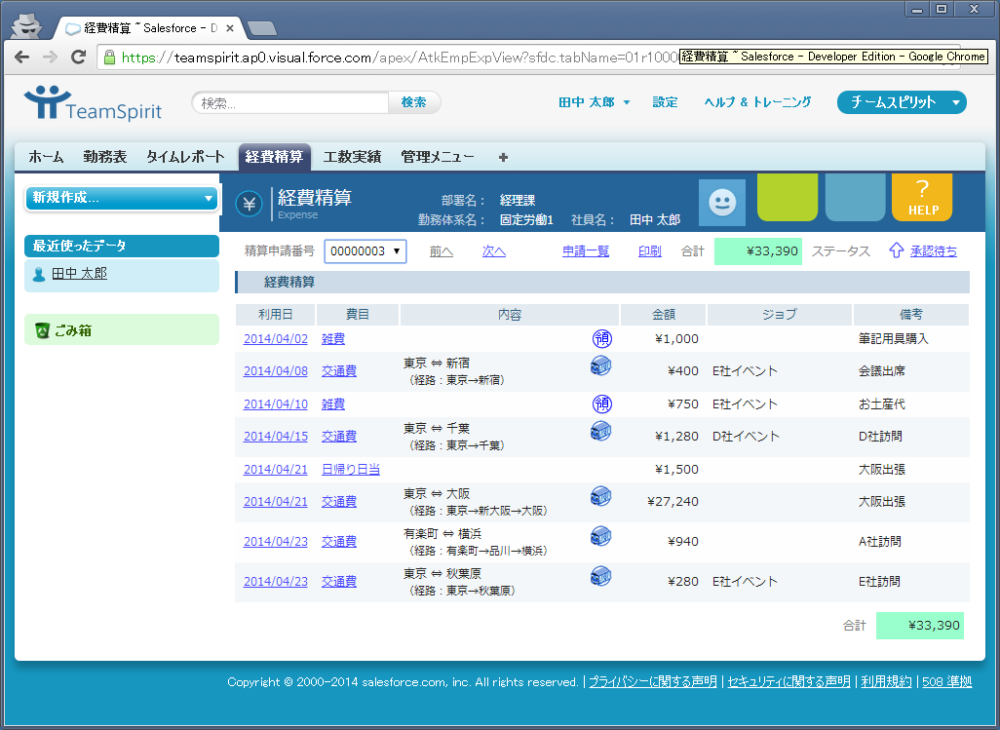 経費精算 ~ Salesforce - D
https://teamspirit.ap0.visual.force.com/apex/AtkEmpExpView?sfdc.tabName=01r1000
経費精算 ~ Salesforce - Developer Edition - Google Chrome
TeamSpirit
検索...
検索
田中 太郎
設定
ヘルプ & トレーニング
チームスピリット
ホーム 勤務表 タイムレポート 経費精算 工数実績 管理メニュー +
新規作成...
最近使ったデータ
田中 太郎
ごみ箱
¥
経費精算
Expense
部署名： 経理課
勤務体系名： 固定労働1 社員名： 田中 太郎
?
HELP
精算申請番号 00000003 前へ 次へ 申請一覧 印刷 合計 ¥33,390 ステータス 承認待ち
経費精算
利用日 費目 内容 金額 ジョブ 備考
2014/04/02 雑費 領 ¥1,000 筆記用具購入
2014/04/08 交通費 東京 ⇔ 新宿 ¥400 E社イベント 会議出席
（経路：東京→新宿）
2014/04/10 雑費 領 ¥750 E社イベント お土産代
2014/04/15 交通費 東京 ⇔ 千葉 ¥1,280 D社イベント D社訪問
（経路：東京→千葉）
2014/04/21 日帰り日当 ¥1,500 大阪出張
2014/04/21 交通費 東京 ⇔ 大阪 ¥27,240 大阪出張
（経路：東京→新大阪→大阪）
2014/04/23 交通費 有楽町 ⇔ 横浜 ¥940 A社訪問
（経路：有楽町→品川→横浜）
2014/04/23 交通費 東京 ⇔ 秋葉原 ¥280 E社イベント E社訪問
（経路：東京→秋葉原）
合計 ¥33,390
Copyright © 2000-2014 salesforce.com, inc. All rights reserved. | プライバシーに関する声明 | セキュリティに関する声明 | 利用規約 | 508 準拠